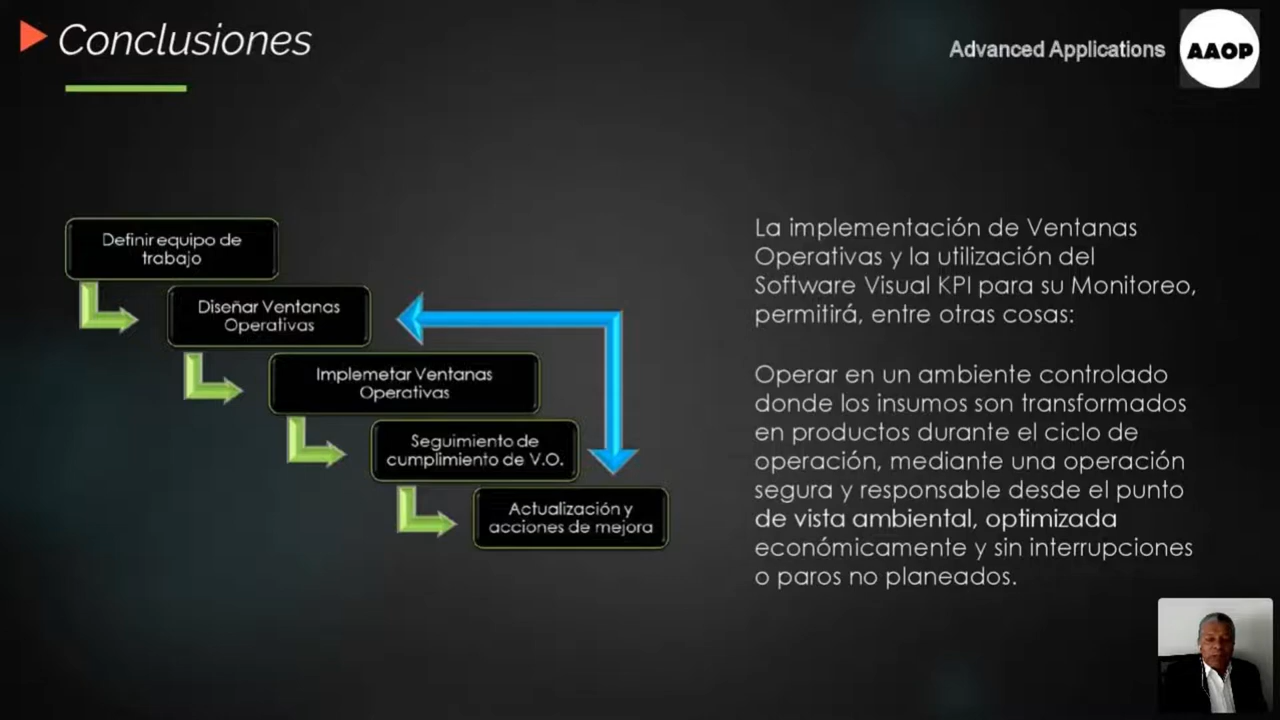 Conclusiones
Advanced Applications
AAOP
Definir equipo de
trabajo
Diseñar Ventanas
Operativas
Implemetar Ventanas
Operativas
Seguimiento de
cumplimiento de V.O.
Actualización y
acciones de mejora
La implementación de Ventanas
Operativas y la utilización del
Software Visual KPI para su Monitoreo,
permitirá, entre otras cosas:
Operar en un ambiente controlado
donde los insumos son transformados
en productos durante el ciclo de
operación, mediante una operación
segura y responsable desde el punto
de vista ambiental, optimizada
económicamente y sin interrupciones
o paros no planeados.